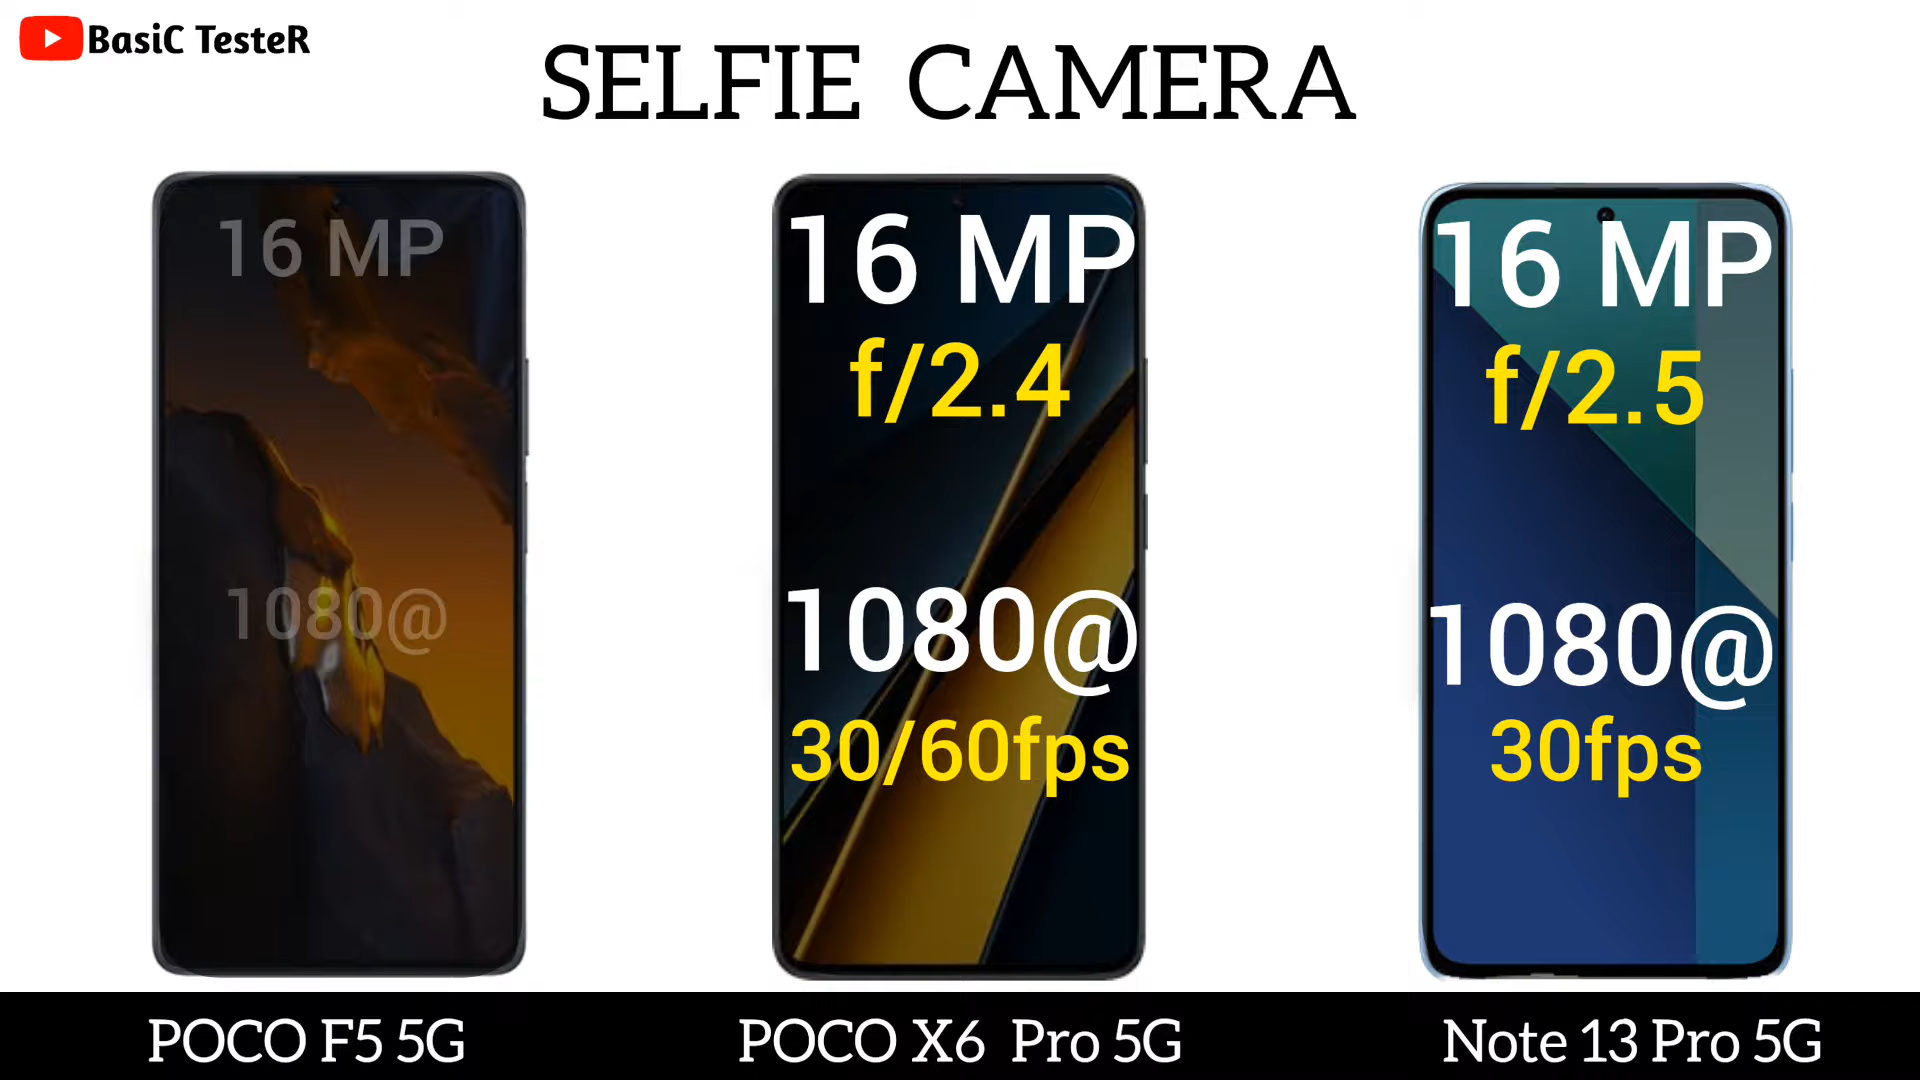 BasiC TesteR
SELFIE CAMERA
16 MP
1080@
16 MP
f/2.4
1080@
30/60fps
16 MP
f/2.5
1080@
30fps
POCO F5 5G
POCO X6 Pro 5G
Note 13 Pro 5G